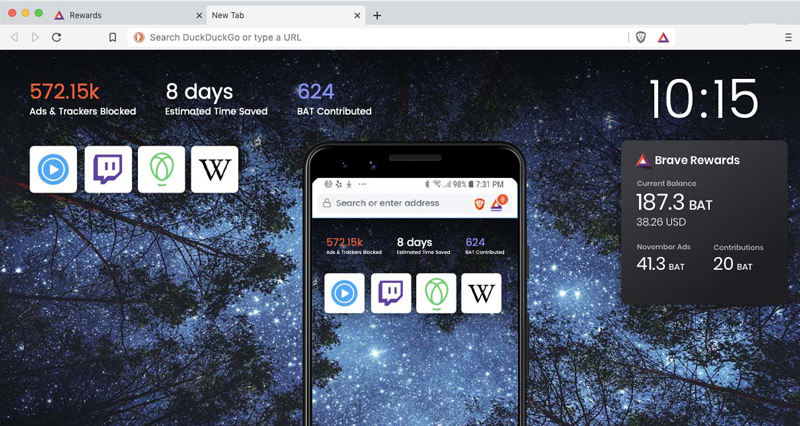 Rewards
New Tab
Search DuckDuckGo or type a URL
572.15k
Ads & Trackers Blocked
8 days
Estimated Time Saved
624
BAT Contributed
10:15
W
Brave Rewards
Current Balance
187.3 BAT
38.26 USD
November Ads
41.3 BAT
Contributions
20 BAT
98% 7:31 PM
Search or enter address
9
572.15k
Ads & Trackers Blocked
8 days
Estimated Time Saved
624
BAT Contributed
W